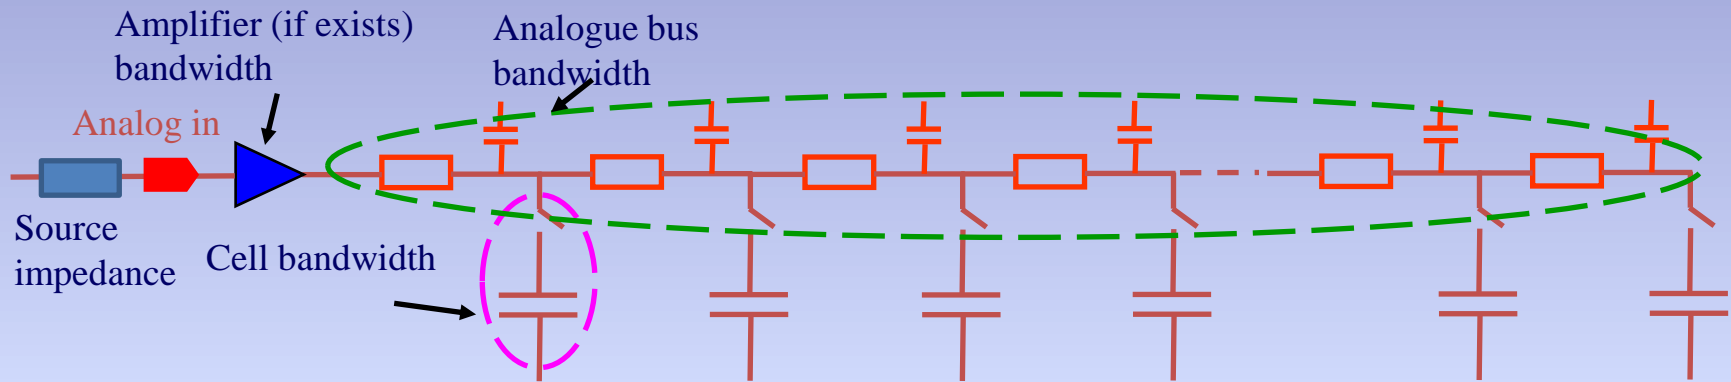 Amplifier (if exists)
bandwidth
Analogue bus
bandwidth
Analog in
Source
impedance
Cell bandwidth